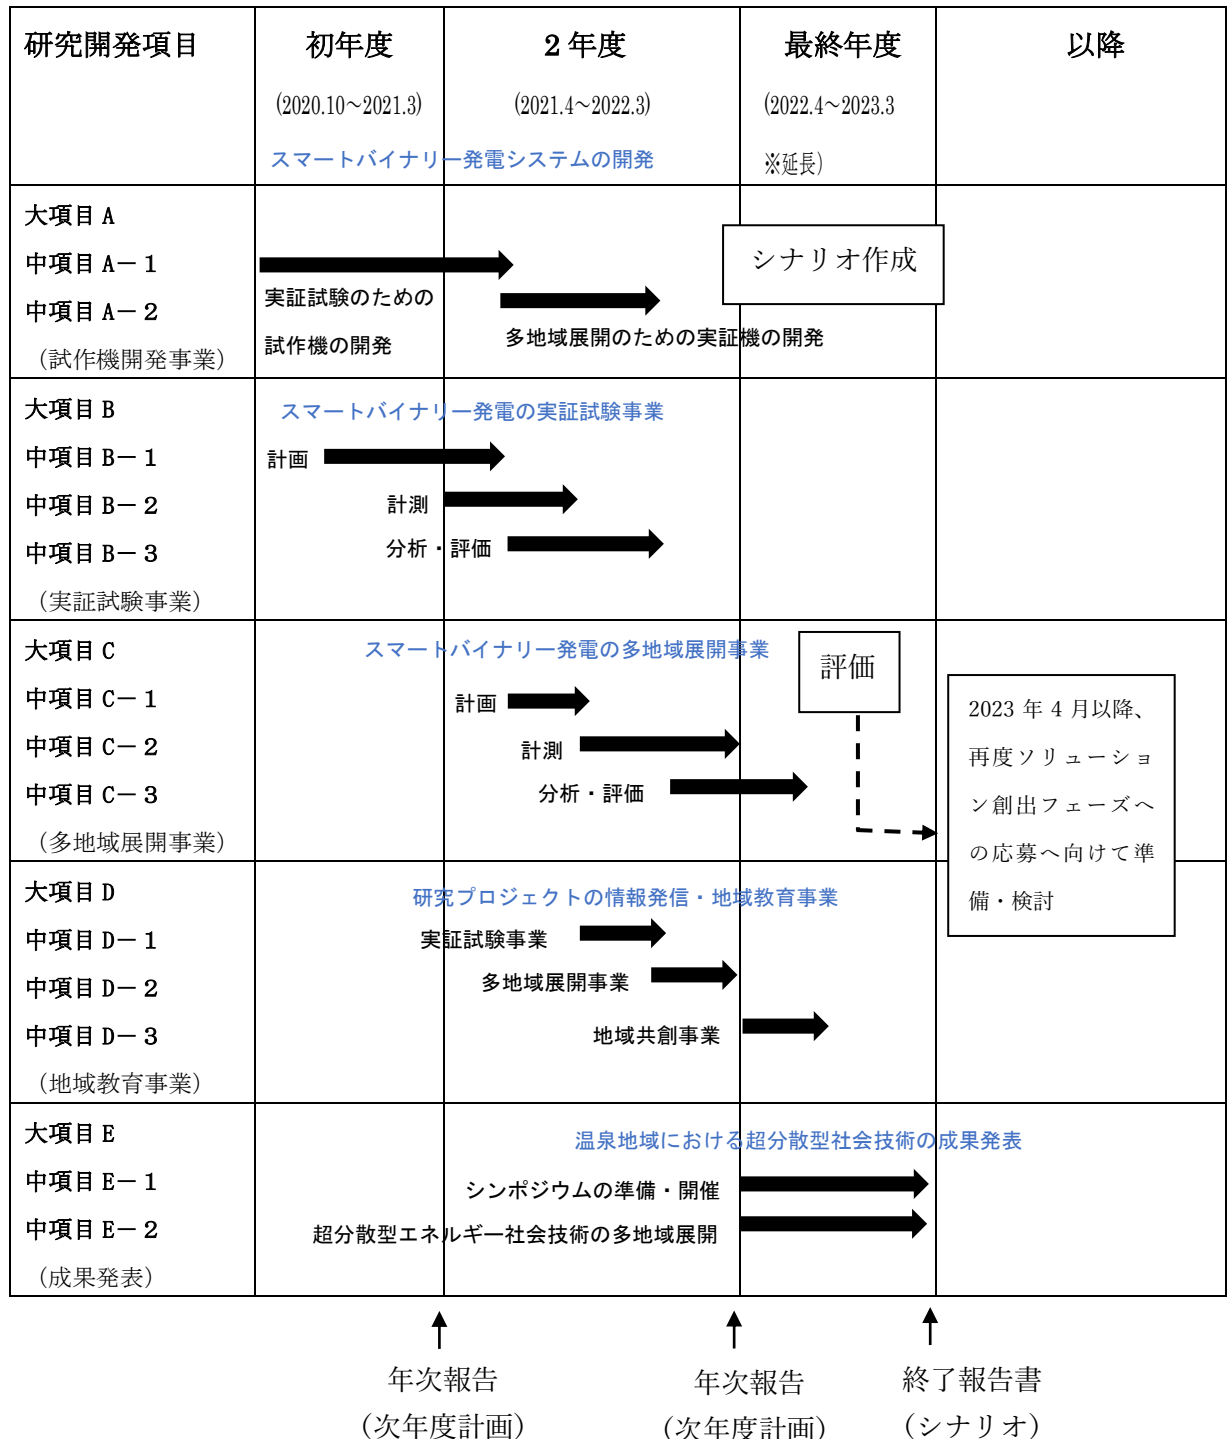 研究開発項目
初年度
2年度
最終年度
以降
(2020.10～2021.3)
(2021.4～2022.3)
(2022.4～2023.3
※延長)
スマートバイナリー発電システムの開発
大項目A
中項目A－1
中項目A－2
（試作機開発事業）
実証試験のための
試作機の開発
多地域展開のための実証機の開発
シナリオ作成
大項目B
中項目B－1
中項目B－2
中項目B－3
（実証試験事業）
スマートバイナリー発電の実証試験事業
計画
計測
分析・評価
大項目C
中項目C－1
中項目C－2
中項目C－3
（多地域展開事業）
スマートバイナリー発電の多地域展開事業
計画
計測
分析・評価
評価
2023 年 4 月以降、
再度ソリューショ
ン創出フェーズへ
の応募へ向けて準
備・検討
大項目D
中項目D－1
中項目D－2
中項目D－3
（地域教育事業）
研究プロジェクトの情報発信・地域教育事業
実証試験事業
多地域展開事業
地域共創事業
大項目E
中項目E－1
中項目E－2
（成果発表）
温泉地域における超分散型社会技術の成果発表
シンポジウムの準備・開催
超分散型エネルギー社会技術の多地域展開
年次報告
（次年度計画）
年次報告
（次年度計画）
終了報告書
（シナリオ）